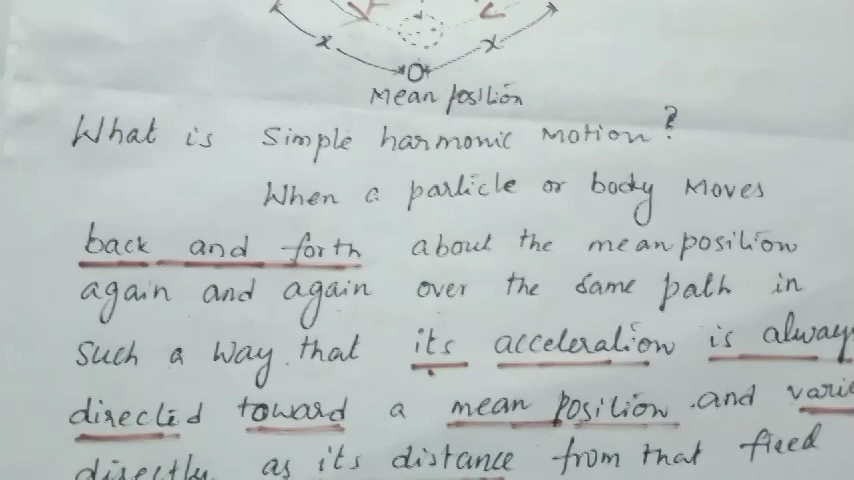 x x
O
Mean position
What is Simple harmonic Motion?
When a particle or body moves
back and forth about the mean position
again and again over the same path in
such a way that its acceleration is always
directed toward a mean position and varie
directly as its distance from that fixed